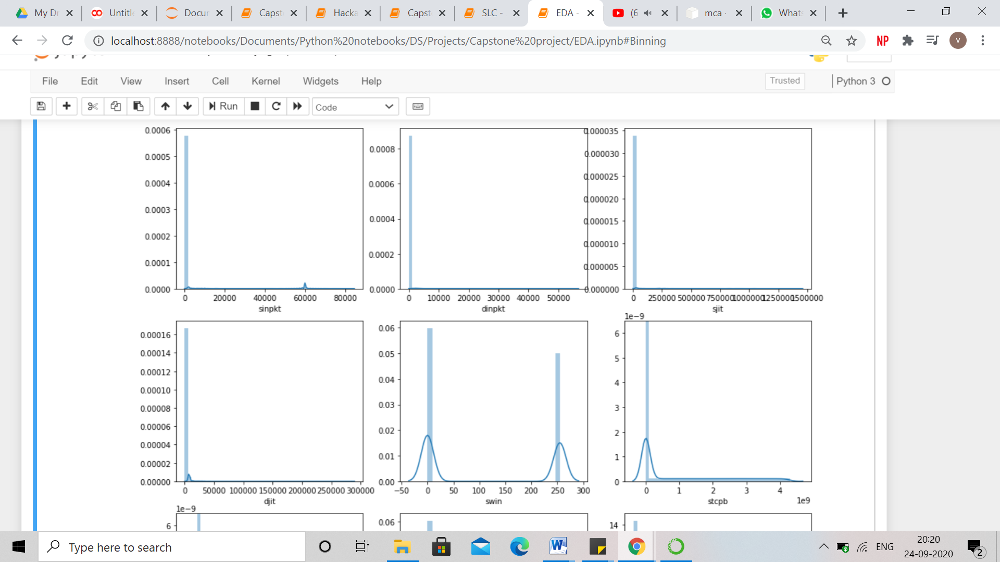 My Dr Untitle Docur Capst Hacka Capst SLC - EDA - (6 mca - What
localhost:8888/notebooks/Documents/Python%20notebooks/DS/Projects/Capstone%20project/EDA.ipynb#Binning NP V
File Edit View Insert Cell Kernel Widgets Help Trusted Python 3
Run Code
0.0006
0.0005
0.0004
0.0003
0.0002
0.0001
0.0000
0 20000 40000 60000 80000
sinpkt
0.0008
0.0006
0.0004
0.0002
0.0000
0 10000 20000 30000 40000 50000
dinpkt
0.000035
0.000030
0.000025
0.000020
0.000015
0.000010
0.000005
0.000000
0 250000 500000 750000 1000000 1250000 1500000
sjit
0.00016
0.00014
0.00012
0.00010
0.00008
0.00006
0.00004
0.00002
0.00000
0 50000 100000 150000 200000 250000 300000
djit
0.06
0.05
0.04
0.03
0.02
0.01
0.00
−50 0 50 100 150 200 250 300
swin
1e−9
6
5
4
3
2
1
0
0 1 2 3 4
stcpb 1e9
1e−9
6
0.06
14
Type here to search
ENG
20:20
24-09-2020
2